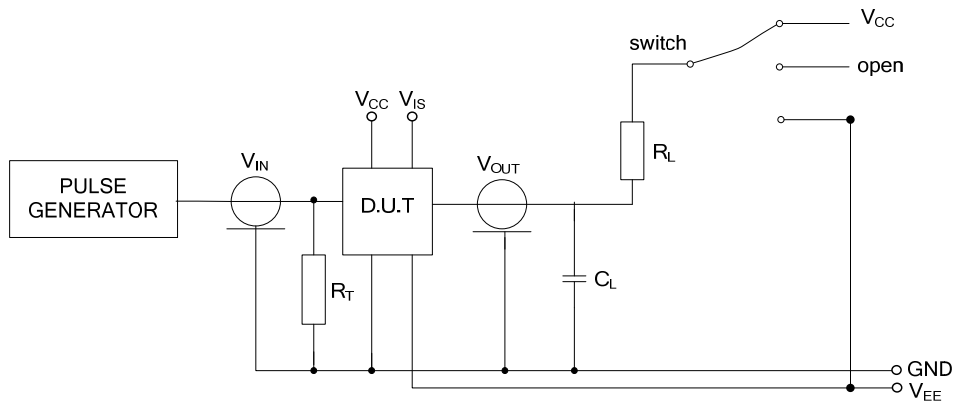 V_CC
switch
open
V_CC
V_IS
R_L
V_IN
V_OUT
PULSE
GENERATOR
D.U.T
R_T
C_L
GND
V_EE